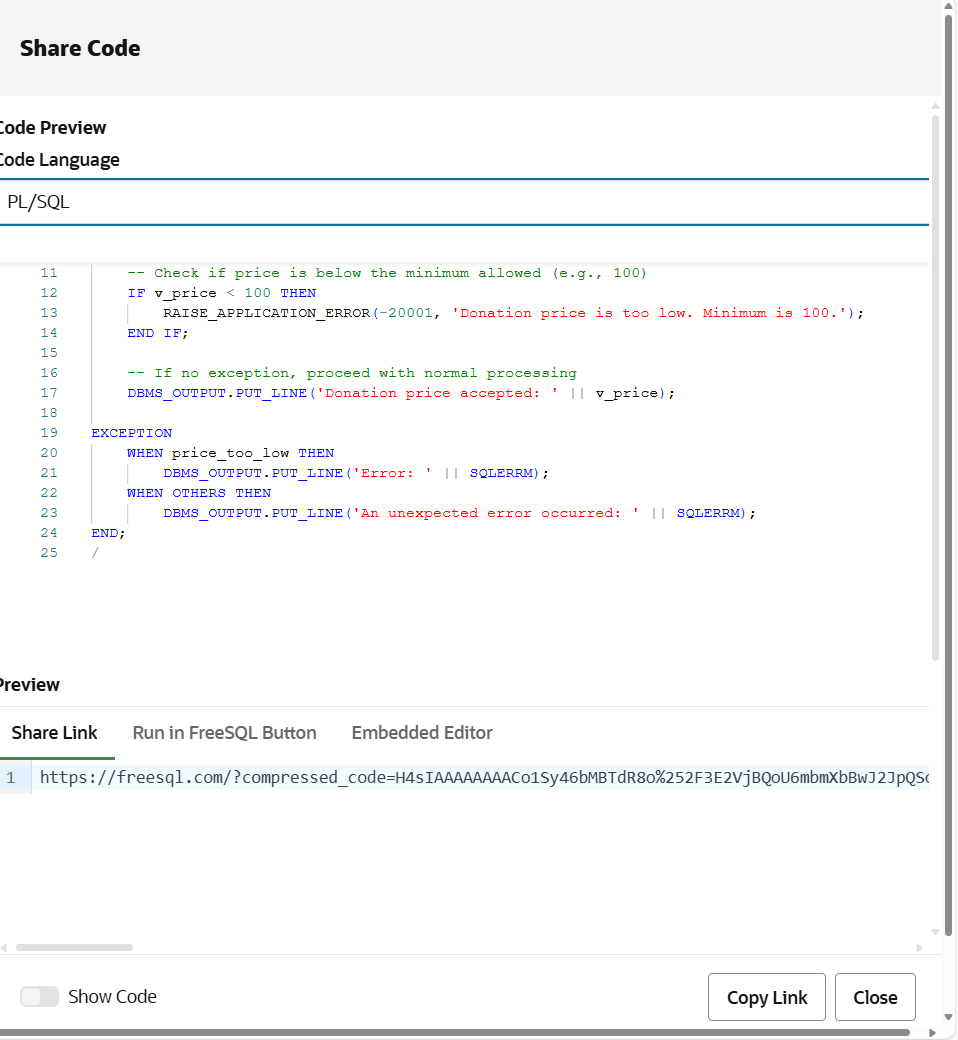 Share Code
Code Preview
Code Language
PL/SQL
11 -- Check if price is below the minimum allowed (e.g., 100)
12 IF v_price < 100 THEN
13 RAISE_APPLICATION_ERROR(-20001, 'Donation price is too low. Minimum is 100.');
14 END IF;
15
16 -- If no exception, proceed with normal processing
17 DBMS_OUTPUT.PUT_LINE('Donation price accepted: ' || v_price);
18
19 EXCEPTION
20 WHEN price_too_low THEN
21 DBMS_OUTPUT.PUT_LINE('Error: ' || SQLERRM);
22 WHEN OTHERS THEN
23 DBMS_OUTPUT.PUT_LINE('An unexpected error occurred: ' || SQLERRM);
24 END;
25 /
Preview
Share Link Run in FreeSQL Button Embedded Editor
1 https://freesql.com/?compressed_code=H4sIAAAAAAAACo1Sy46bMBTdR8o%252F3E2VjBQoU6mbmXbBwJ2JpQS
Show Code Copy Link Close